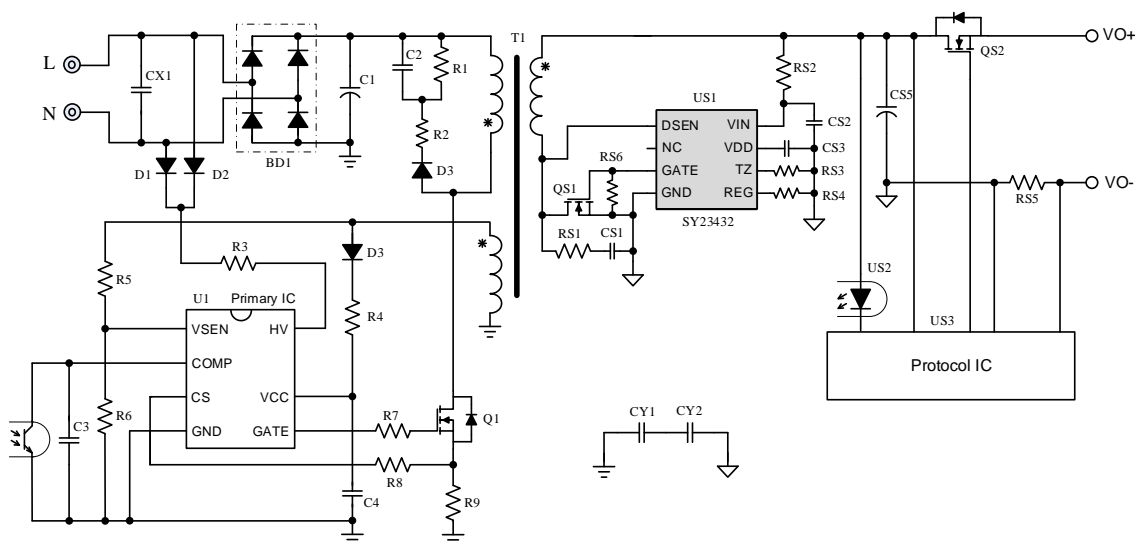 L
N
CX1
BD1
C1
C2
R1
R2
D3
T1
D1
D2
R3
R5
D3
R4
U1
Primary IC
VSEN
HV
COMP
CS
VCC
GND
GATE
R6
C3
R7
R8
Q1
R9
C4
*
*
*
US1
DSEN
VIN
NC
VDD
GATE
TZ
GND
REG
SY23432
RS2
CS2
CS3
RS3
RS4
RS6
QS1
RS1
CS1
QS2
VO+
CS5
VO-
RS5
US2
US3
Protocol IC
CY1
CY2